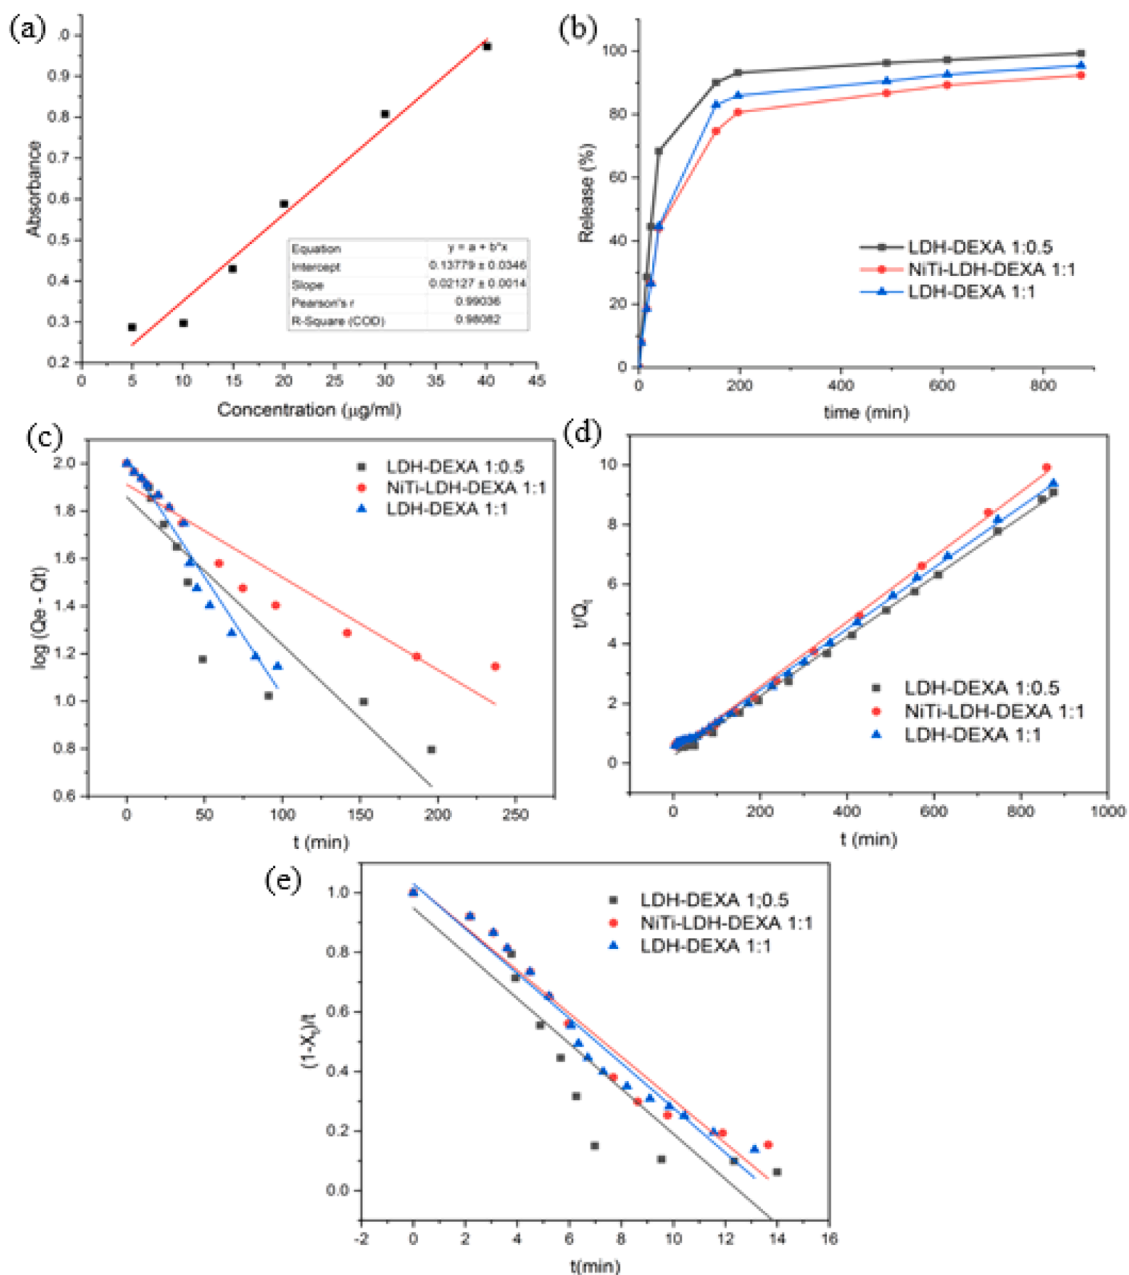 (a)
.0
0.9
0.8
0.7
0.6
0.5
0.4
0.3
0.2
0 5 10 15 20 25 30 35 40 45
Absorbance
Concentration (μg/ml)
Equation y = a + b*x
Intercept 0.13779 ± 0.0346
Slope 0.02127 ± 0.0014
Pearson's r 0.99036
R-Square (COD) 0.98082
(b)
100
80
60
40
20
0
0 200 400 600 800
Release (%)
time (min)
LDH-DEXA 1:0.5
NiTi-LDH-DEXA 1:1
LDH-DEXA 1:1
(c)
2.0
1.8
1.6
1.4
1.2
1.0
0.8
0.6
0 50 100 150 200 250
log (Qe - Qt)
t (min)
LDH-DEXA 1:0.5
NiTi-LDH-DEXA 1:1
LDH-DEXA 1:1
(d)
10
8
6
4
2
0
0 200 400 600 800 1000
t/Qt
t (min)
LDH-DEXA 1:0.5
NiTi-LDH-DEXA 1:1
LDH-DEXA 1:1
(e)
1.0
0.8
0.6
0.4
0.2
0.0
-2 0 2 4 6 8 10 12 14 16
t(min)
LDH-DEXA 1;0.5
NiTi-LDH-DEXA 1:1
LDH-DEXA 1:1